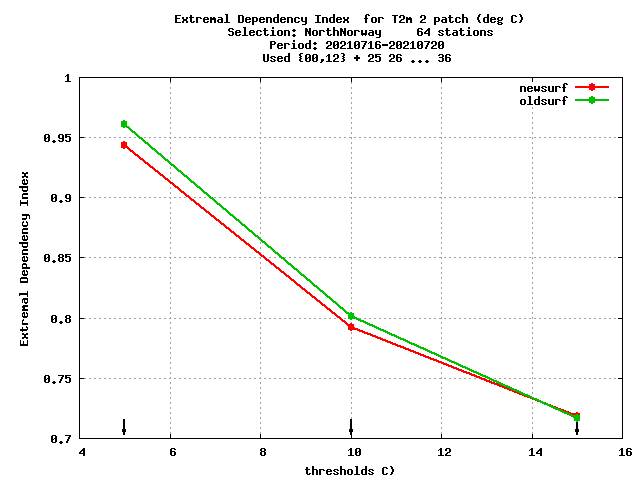 Extremal Dependency Index  for T2m 2 patch (deg C)
Selection: NorthNorway     64 stations
Period: 20210716-20210720
Used {00,12} + 25 26 ... 36
newsurf
oldsurf
1
0.95
0.9
0.85
0.8
0.75
0.7
Extremal Dependency Index
4 6 8 10 12 14 16
thresholds C)